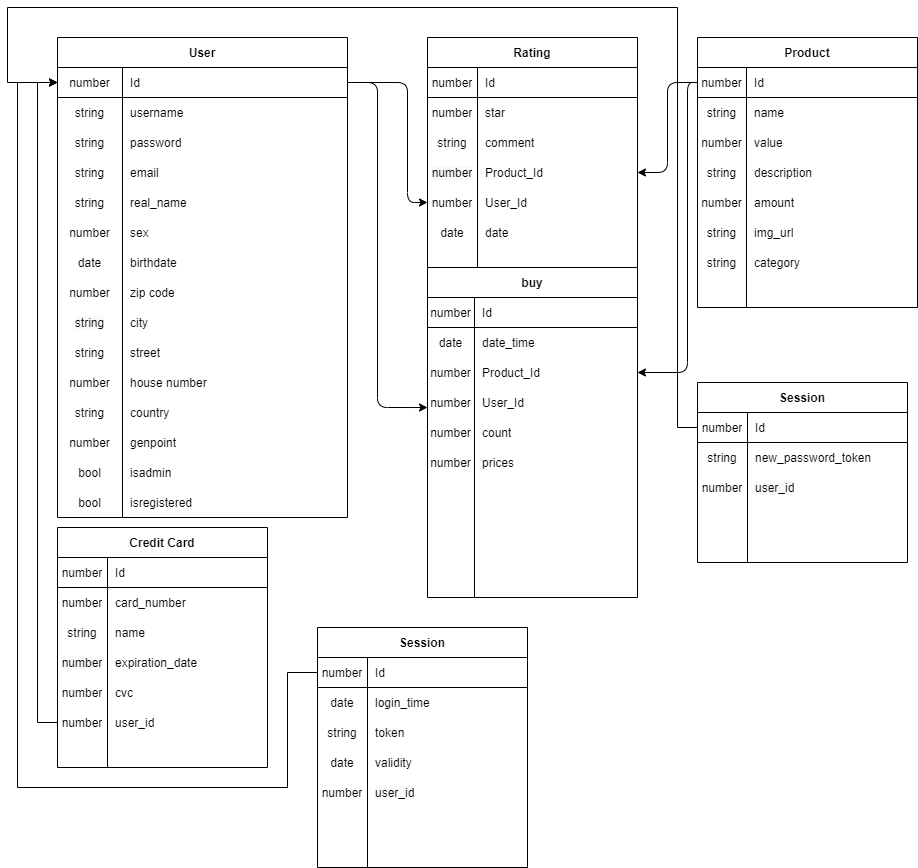 User
number Id
string username
string password
string email
string real_name
number sex
date birthdate
number zip code
string city
string street
number house number
string country
number genpoint
bool isadmin
bool isregistered
Rating
number Id
number star
string comment
number Product_Id
number User_Id
date date
buy
number Id
date date_time
number Product_Id
number User_Id
number count
number prices
Product
number Id
string name
number value
string description
number amount
string img_url
string category
Session
number Id
string new_password_token
number user_id
Credit Card
number Id
number card_number
string name
number expiration_date
number cvc
number user_id
Session
number Id
date login_time
string token
date validity
number user_id